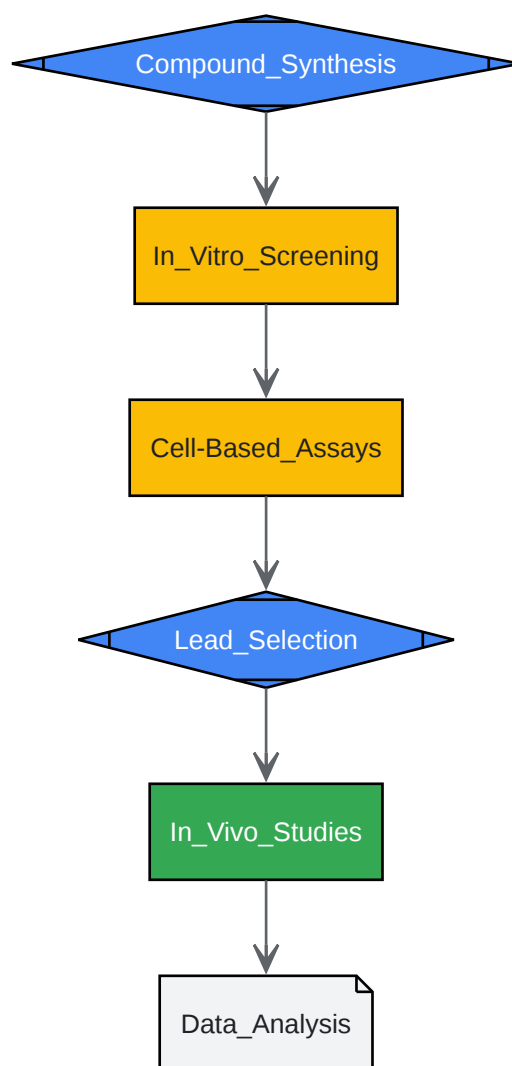 Compound_Synthesis
In_Vitro_Screening
Cell-Based_Assays
Lead_Selection
In_Vivo_Studies
Data_Analysis